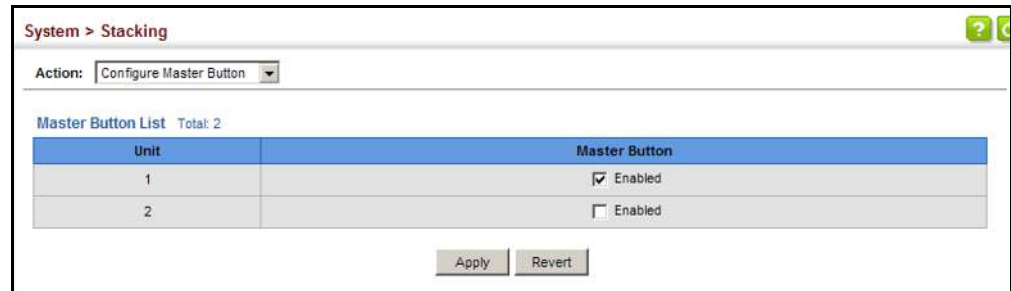 System > Stacking
?
Action: Configure Master Button
Master Button List Total: 2
Unit Master Button
1 Enabled
2 Enabled
Apply Revert